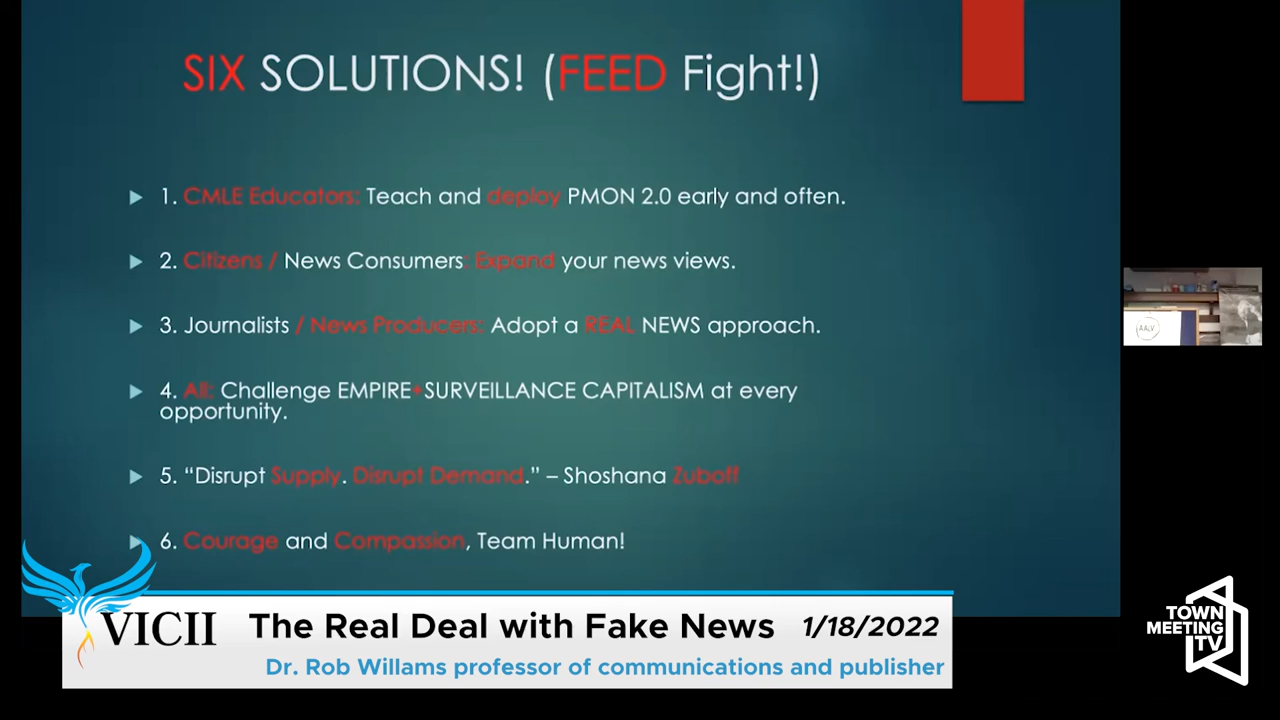 SIX SOLUTIONS! (FEED Fight!)
1. CMLE Educators: Teach and deploy PMON 2.0 early and often.
2. Citizens / News Consumers: Expand your news views.
3. Journalists / News Producers: Adopt a REAL NEWS approach.
4. All: Challenge EMPIRE+SURVEILLANCE CAPITALISM at every
opportunity.
5. “Disrupt Supply. Disrupt Demand.” – Shoshana Zuboff
6. Courage and Compassion, Team Human!
AALV
VICII
The Real Deal with Fake News 1/18/2022
Dr. Rob Willams professor of communications and publisher
TOWN
MEETING
TV